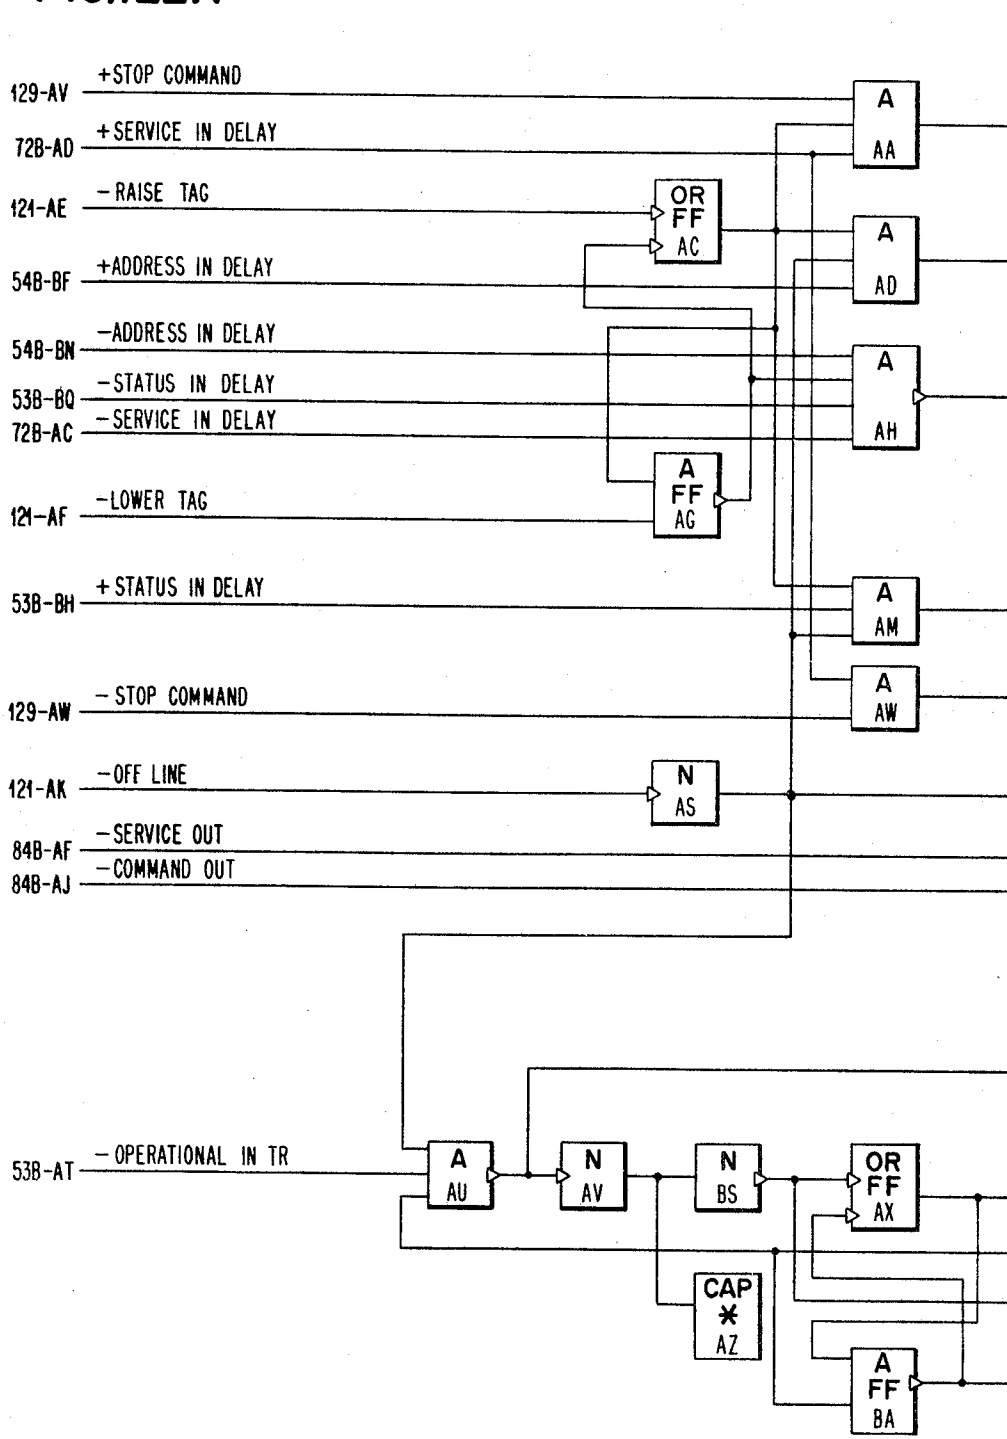 +STOP COMMAND
129-AV
A
AA
+SERVICE IN DELAY
72B-AD
-RAISE TAG
121-AE
OR
FF
AC
A
AD
+ADDRESS IN DELAY
54B-BF
-ADDRESS IN DELAY
54B-BN
A
AH
-STATUS IN DELAY
53B-BQ
-SERVICE IN DELAY
72B-AC
A
FF
AG
-LOWER TAG
121-AF
+STATUS IN DELAY
53B-BH
A
AM
A
AW
-STOP COMMAND
129-AW
-OFF LINE
121-AK
N
AS
-SERVICE OUT
84B-AF
-COMMAND OUT
84B-AJ
-OPERATIONAL IN TR
53B-AT
A
AU
N
AV
N
BS
OR
FF
AX
CAP
*
AZ
A
FF
BA